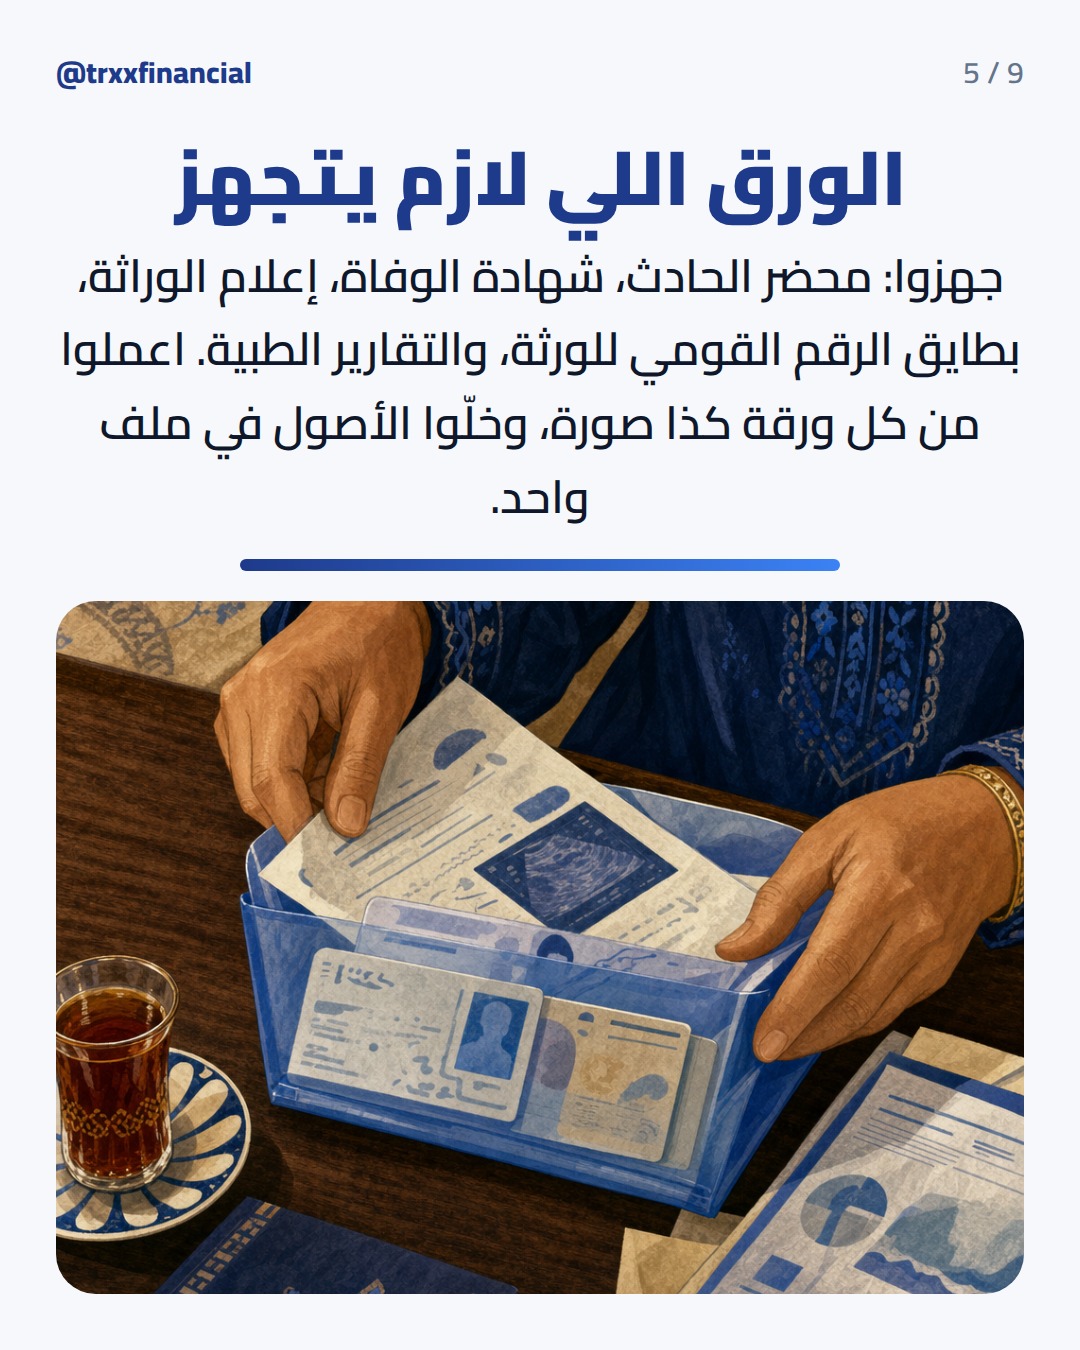 @trxxfinancial
5 / 9
الورق اللي لازم يتجهز
جهزوا: محضر الحادث، شهادة الوفاة، إعلام الوراثة،
بطايق الرقم القومي للورثة، والتقارير الطبية. اعملوا
من كل ورقة كذا صورة، وخلّوا الأصول في ملف
واحد.